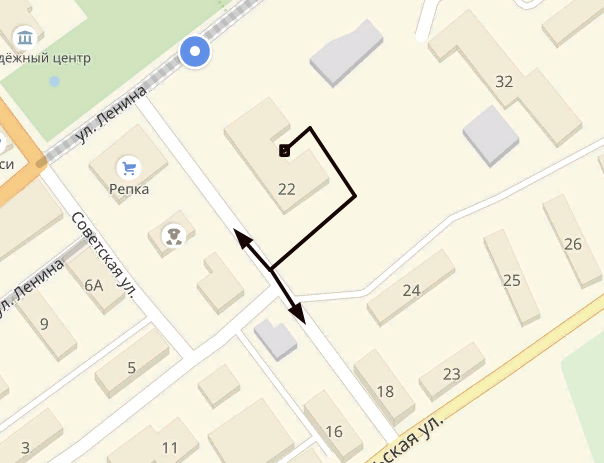 дёжный центр
ул. Ленина
32
си
Репка
22
Советская ул.
26
ул. Ленина
6А
25
24
9
5
23
18
16
3
11
ьская ул.